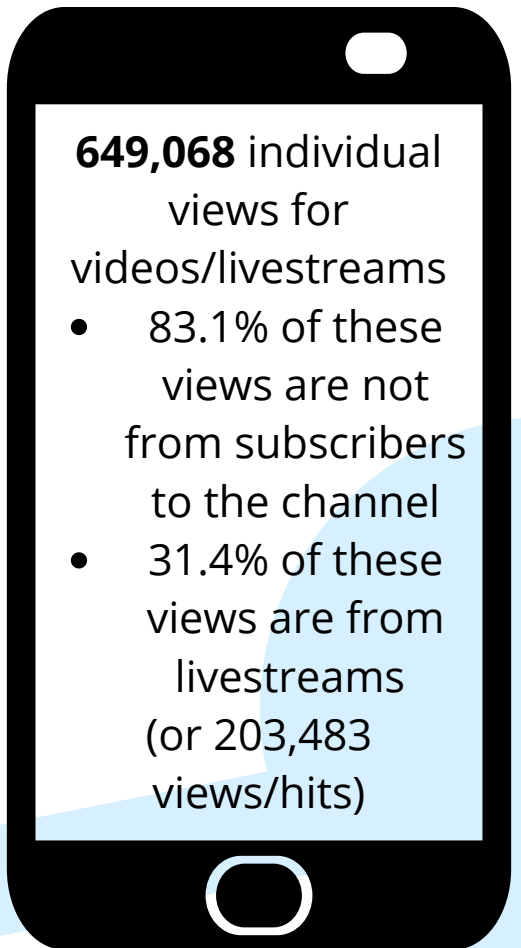 649,068 individual
views for
videos/livestreams
• 83.1% of these
views are not
from subscribers
to the channel
• 31.4% of these
views are from
livestreams
(or 203,483
views/hits)